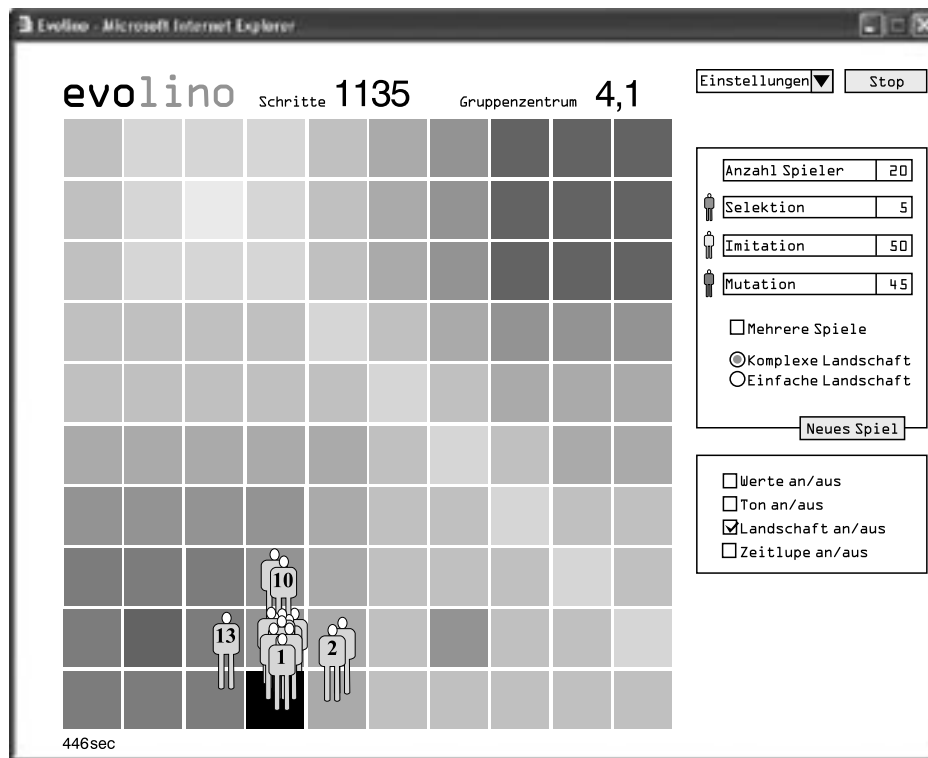 Evolino - Microsoft Internet Explorer
evolino Schritte 1135 Gruppenzentrum 4,1
Einstellungen Stop
Anzahl Spieler 20
Selektion 5
Imitation 50
Mutation 45
Mehrere Spiele
Komplexe Landschaft
Einfache Landschaft
Neues Spiel
Werte an/aus
Ton an/aus
Landschaft an/aus
Zeitlupe an/aus
10
13
1
2
446sec